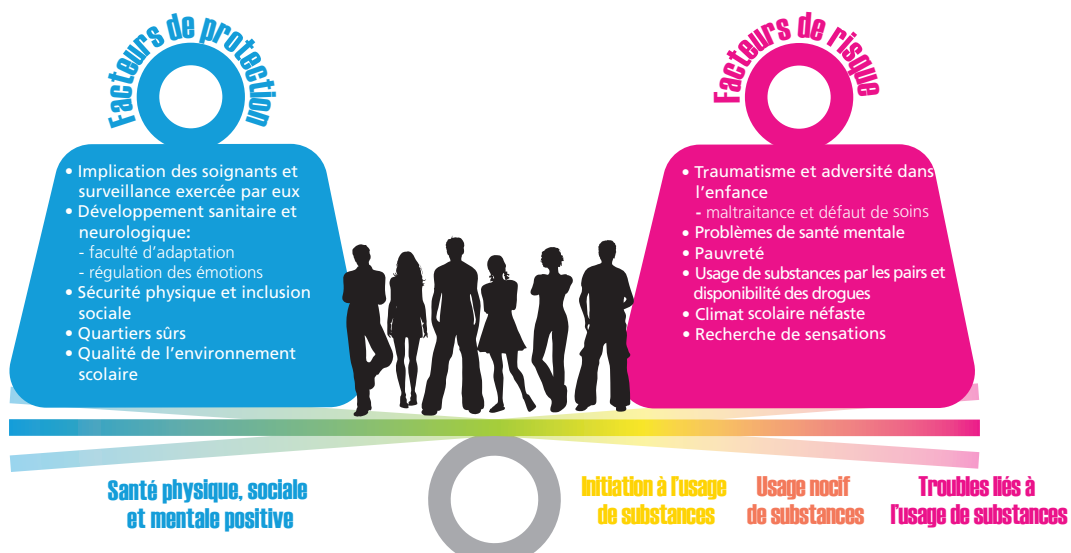 Facteurs de protection
• Implication des soignants et
surveillance exercée par eux
• Développement sanitaire et
neurologique:
- faculté d’adaptation
- régulation des émotions
• Sécurité physique et inclusion
sociale
• Quartiers sûrs
• Qualité de l’environnement
scolaire
Facteurs de risque
• Traumatisme et adversité dans
l’enfance
- maltraitance et défaut de soins
• Problèmes de santé mentale
• Pauvreté
• Usage de substances par les pairs et
disponibilité des drogues
• Climat scolaire néfaste
• Recherche de sensations
Santé physique, sociale
et mentale positive
Initiation à l’usage
de substances
Usage nocif
de substances
Troubles liés à
l’usage de substances